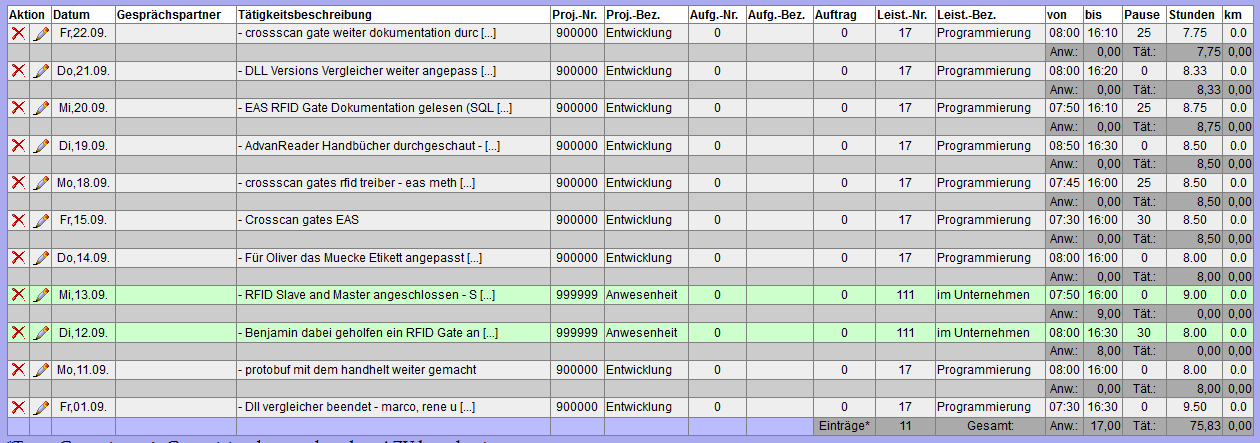 Aktion Datum Gesprächspartner Tätigkeitsbeschreibung Proj.-Nr. Proj.-Bez. Aufg.-Nr. Aufg.-Bez. Auftrag Leist.-Nr. Leist.-Bez. von bis Pause Stunden km
Fr,22.09. - crossscan gate weiter dokumentation durc [...] 900000 Entwicklung 0 0 17 Programmierung 08:00 16:10 25 7.75 0.0
Anw.: 0,00 Tät.: 7,75 0,00
Do,21.09. - DLL Versions Vergleicher weiter angepass [...] 900000 Entwicklung 0 0 17 Programmierung 08:00 16:20 0 8.33 0.0
Anw.: 0,00 Tät.: 8,33 0,00
Mi,20.09. - EAS RFID Gate Dokumentation gelesen (SQL [...] 900000 Entwicklung 0 0 17 Programmierung 07:50 16:10 25 8.75 0.0
Anw.: 0,00 Tät.: 8,75 0,00
Di,19.09. - AdvanReader Handbücher durchgeschaut - [...] 900000 Entwicklung 0 0 17 Programmierung 08:50 16:30 0 8.50 0.0
Anw.: 0,00 Tät.: 8,50 0,00
Mo,18.09. - crossscan gates rfid treiber - eas meth [...] 900000 Entwicklung 0 0 17 Programmierung 07:45 16:00 25 8.50 0.0
Anw.: 0,00 Tät.: 8,50 0,00
Fr,15.09. - Crosscan gates EAS 900000 Entwicklung 0 0 17 Programmierung 07:30 16:00 30 8.50 0.0
Anw.: 0,00 Tät.: 8,50 0,00
Do,14.09. - Für Oliver das Muecke Etikett angepasst [...] 900000 Entwicklung 0 0 17 Programmierung 08:00 16:00 0 8.00 0.0
Anw.: 0,00 Tät.: 8,00 0,00
Mi,13.09. - RFID Slave and Master angeschlossen - S [...] 999999 Anwesenheit 0 0 111 im Unternehmen 07:50 16:00 0 9.00 0.0
Anw.: 9,00 Tät.: 0,00 0,00
Di,12.09. - Benjamin dabei geholfen ein RFID Gate an [...] 999999 Anwesenheit 0 0 111 im Unternehmen 08:00 16:30 30 8.00 0.0
Anw.: 8,00 Tät.: 0,00 0,00
Mo,11.09. - protobuf mit dem handhelt weiter gemacht 900000 Entwicklung 0 0 17 Programmierung 08:00 16:00 0 8.00 0.0
Anw.: 0,00 Tät.: 8,00 0,00
Fr,01.09. - Dll vergleicher beendet - marco, rene u [...] 900000 Entwicklung 0 0 17 Programmierung 07:30 16:30 0 9.50 0.0
Einträge* 11 Gesamt: Anw.: 17,00 Tät.: 75,83 0,00